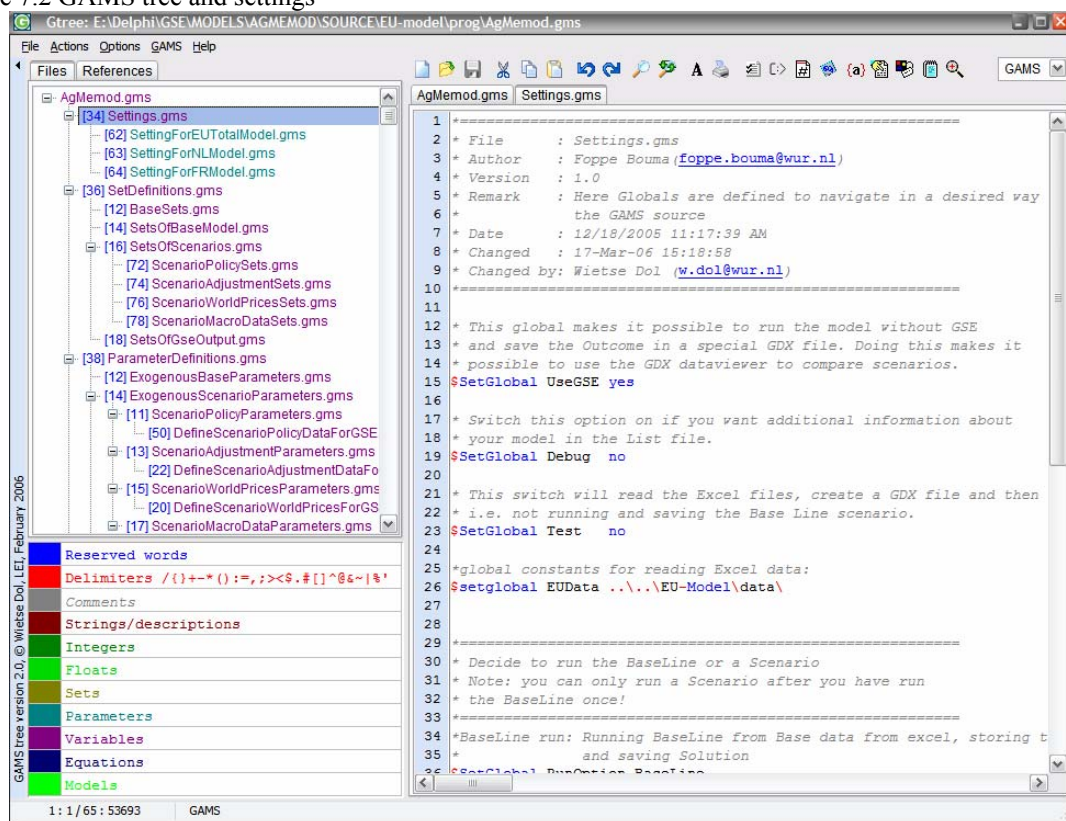 e 7.2 GAMS tree and settings
Gtree: E:\Delphi\GSE\MODELS\AGMEMOD\SOURCE\EU-model\prog\AgMemod.gms
File Actions Options GAMS Help
Files References
GAMS
AgMemod.gms
[34] Settings.gms
[62] SettingForEUTotalModel.gms
[63] SettingForNLModel.gms
[64] SettingForFRModel.gms
[36] SetDefinitions.gms
[12] BaseSets.gms
[14] SetsOfBaseModel.gms
[16] SetsOfScenarios.gms
[72] ScenarioPolicySets.gms
[74] ScenarioAdjustmentSets.gms
[76] ScenarioWorldPricesSets.gms
[78] ScenarioMacroDataSets.gms
[18] SetsOfGseOutput.gms
[38] ParameterDefinitions.gms
[12] ExogenousBaseParameters.gms
[14] ExogenousScenarioParameters.gms
[11] ScenarioPolicyParameters.gms
[50] DefineScenarioPolicyDataForGSE
[13] ScenarioAdjustmentParameters.gms
[22] DefineScenarioAdjustmentDataFo
[15] ScenarioWorldPricesParameters.gms
[20] DefineScenarioWorldPricesForGS
[17] ScenarioMacroDataParameters.gms
Reserved words
Delimiters /{}+-*():=,;><$.#[]^@&~|%'
Comments
Strings/descriptions
Integers
Floats
Sets
Parameters
Variables
Equations
Models
GAMS tree version 2.0, © Wietse Dol, LEI, February 2006
AgMemod.gms Settings.gms
1 *============================================================
2 * File : Settings.gms
3 * Author : Foppe Bouma (foppe.bouma@wur.nl)
4 * Version : 1.0
5 * Remark : Here Globals are defined to navigate in a desired way
6 * the GAMS source
7 * Date : 12/18/2005 11:17:39 AM
8 * Changed : 17-Mar-06 15:18:58
9 * Changed by: Wietse Dol (w.dol@wur.nl)
10 *============================================================
11
12 * This global makes it possible to run the model without GSE
13 * and save the Outcome in a special GDX file. Doing this makes it
14 * possible to use the GDX dataviewer to compare scenarios.
15 $SetGlobal UseGSE yes
16
17 * Switch this option on if you want additional information about
18 * your model in the List file.
19 $SetGlobal Debug no
20
21 * This switch will read the Excel files, create a GDX file and then
22 * i.e. not running and saving the Base Line scenario.
23 $SetGlobal Test no
24
25 *global constants for reading Excel data:
26 $setglobal EUData ..\..\EU-Model\data\
27
28
29 *============================================================
30 * Decide to run the BaseLine or a Scenario
31 * Note: you can only run a Scenario after you have run
32 * the BaseLine once!
33 *============================================================
34 *BaseLine run: Running BaseLine from Base data from excel, storing t
35 * and saving Solution
36 $SetGlobal RunOption BaseLine
1: 1/65: 53693 GAMS